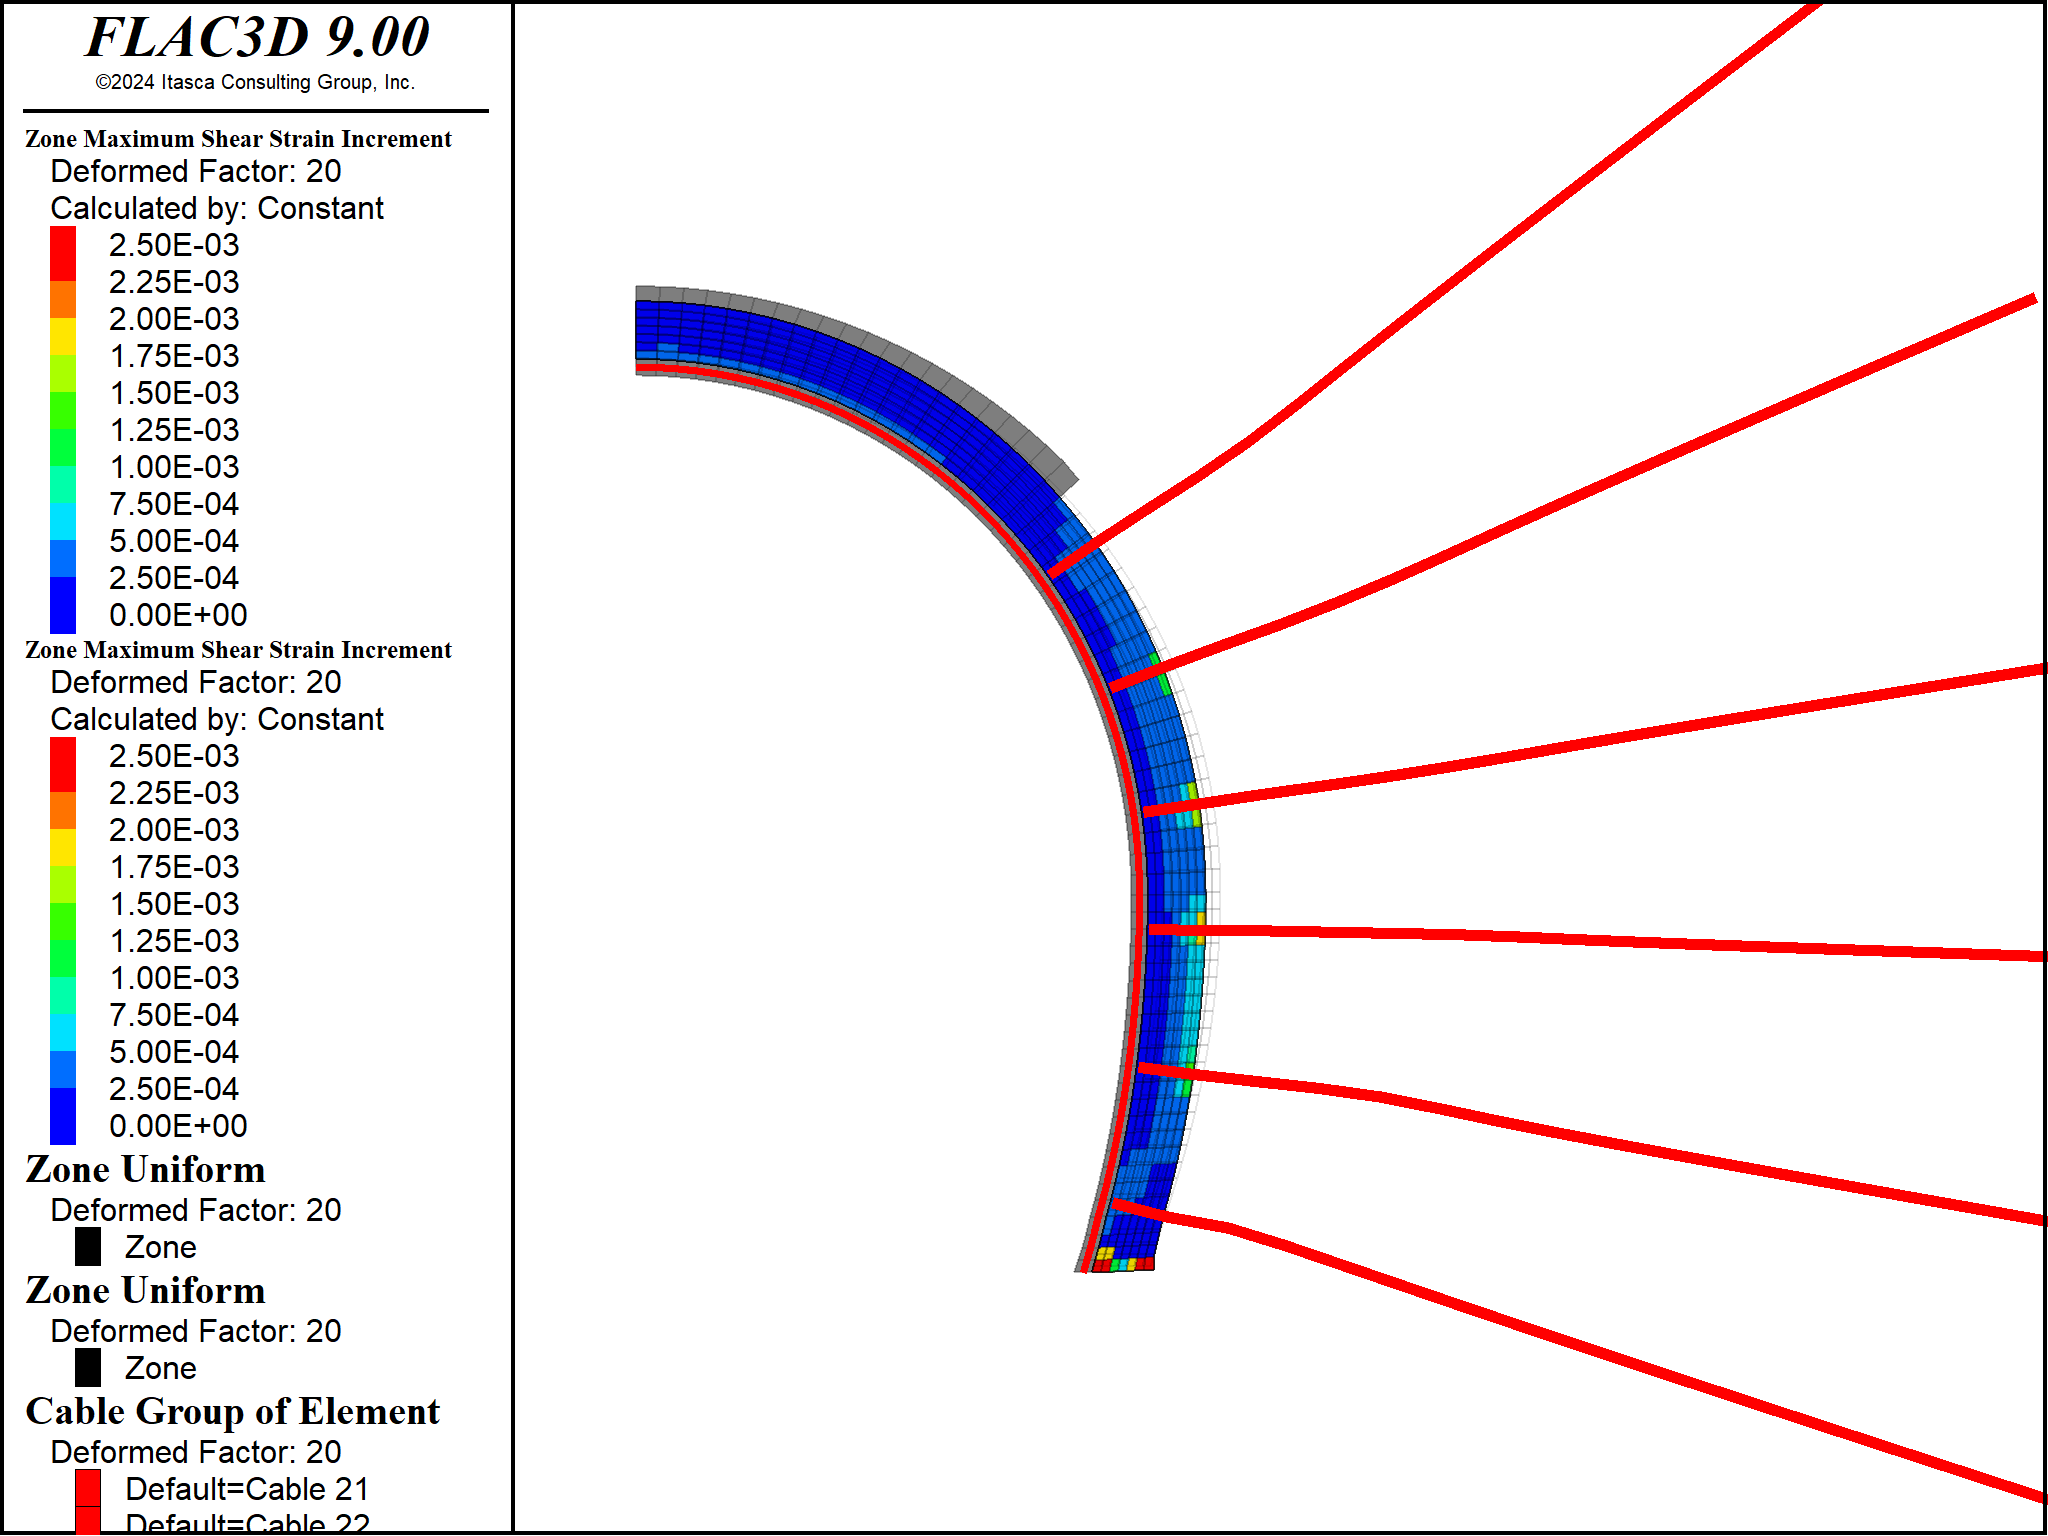 FLAC3D 9.00
©2024 Itasca Consulting Group, Inc.
Zone Maximum Shear Strain Increment
Deformed Factor: 20
Calculated by: Constant
2.50E-03
2.25E-03
2.00E-03
1.75E-03
1.50E-03
1.25E-03
1.00E-03
7.50E-04
5.00E-04
2.50E-04
0.00E+00
Zone Maximum Shear Strain Increment
Deformed Factor: 20
Calculated by: Constant
2.50E-03
2.25E-03
2.00E-03
1.75E-03
1.50E-03
1.25E-03
1.00E-03
7.50E-04
5.00E-04
2.50E-04
0.00E+00
Zone Uniform
Deformed Factor: 20
Zone
Zone Uniform
Deformed Factor: 20
Zone
Cable Group of Element
Deformed Factor: 20
Default=Cable 21
Default=Cable 22